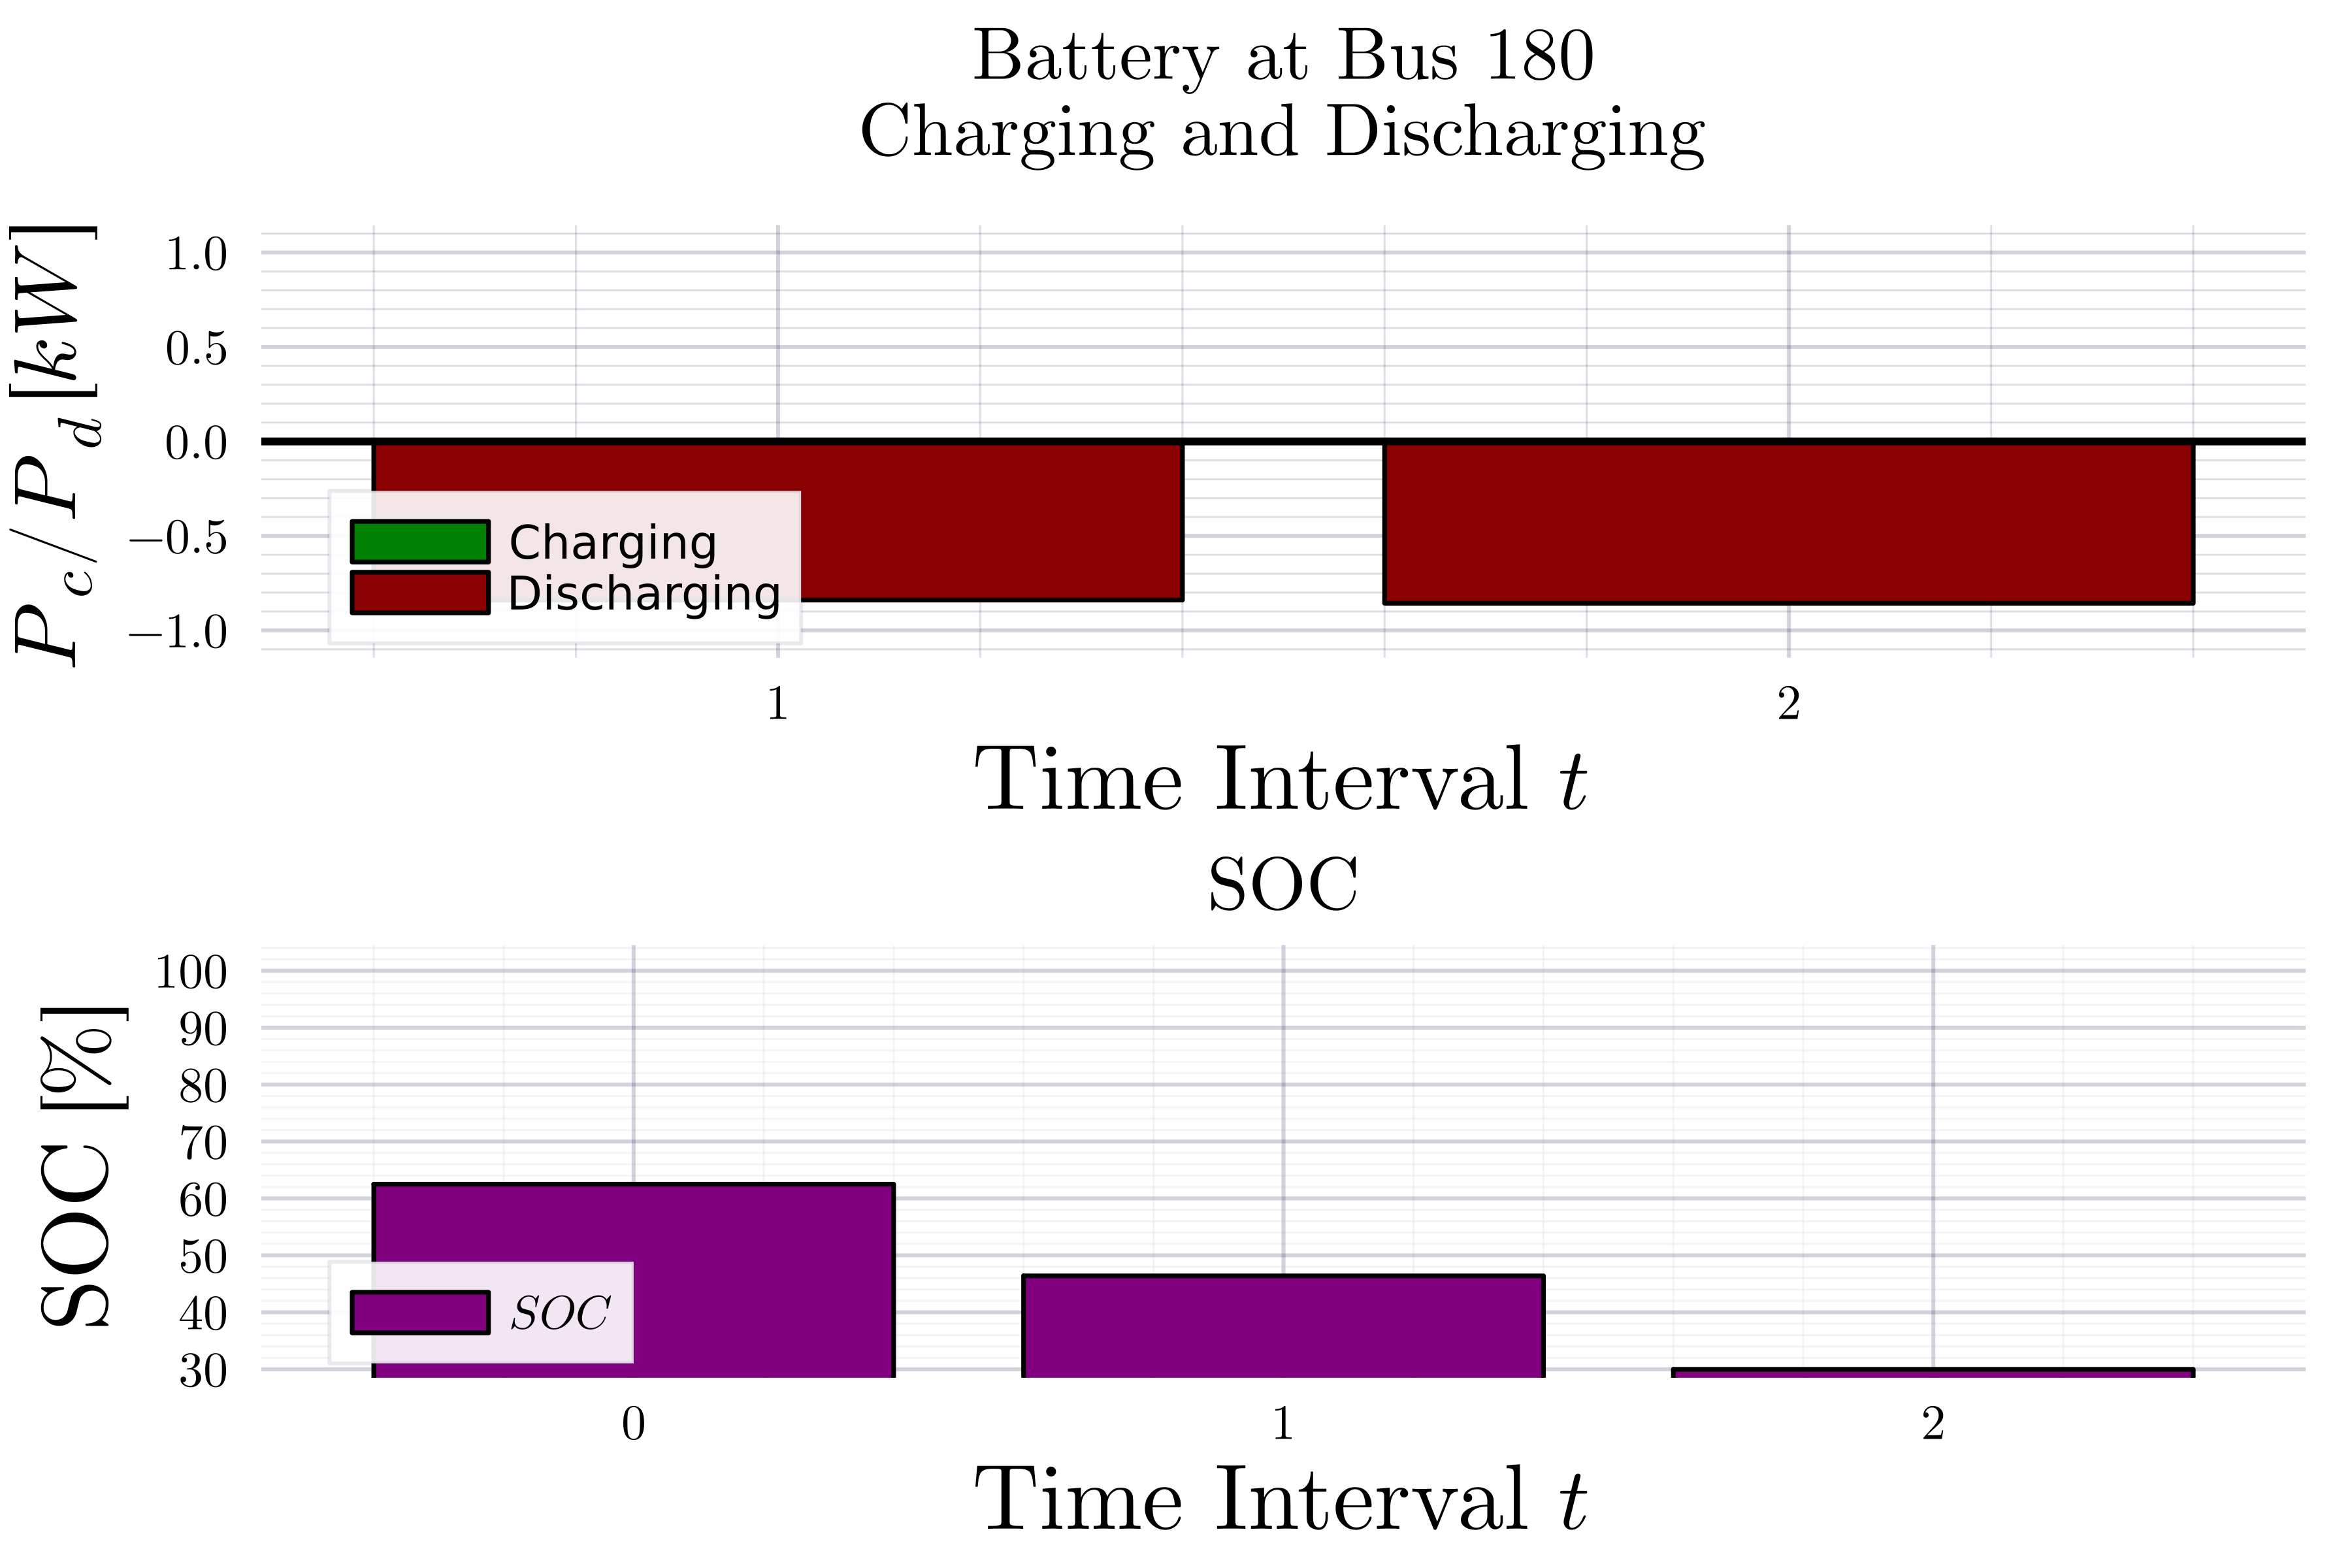 Battery at Bus 180
Charging and Discharging
P_c/P_d [kW]
1.0
0.5
0.0
−0.5
−1.0
Charging
Discharging
1
2
Time Interval t
SOC
SOC [%]
100
90
80
70
60
50
40
30
SOC
0
1
2
Time Interval t